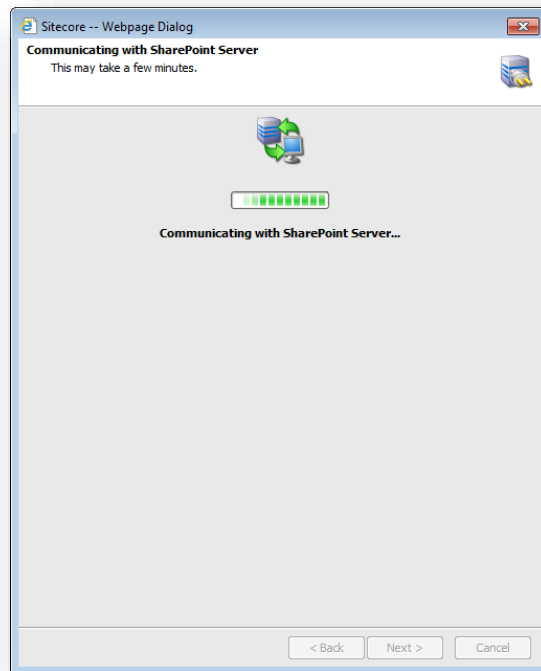 Sitecore -- Webpage Dialog
Communicating with SharePoint Server
This may take a few minutes.
Communicating with SharePoint Server...
< Back
Next >
Cancel